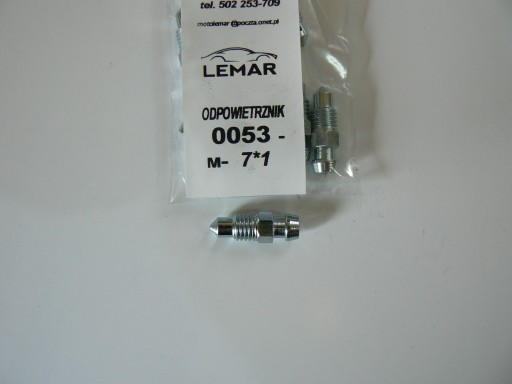 tel. 502 253-709
motolemar@poczta.onet.pl
LEMAR
ODPOWIETRZNIK
0053 -
M- 7*1